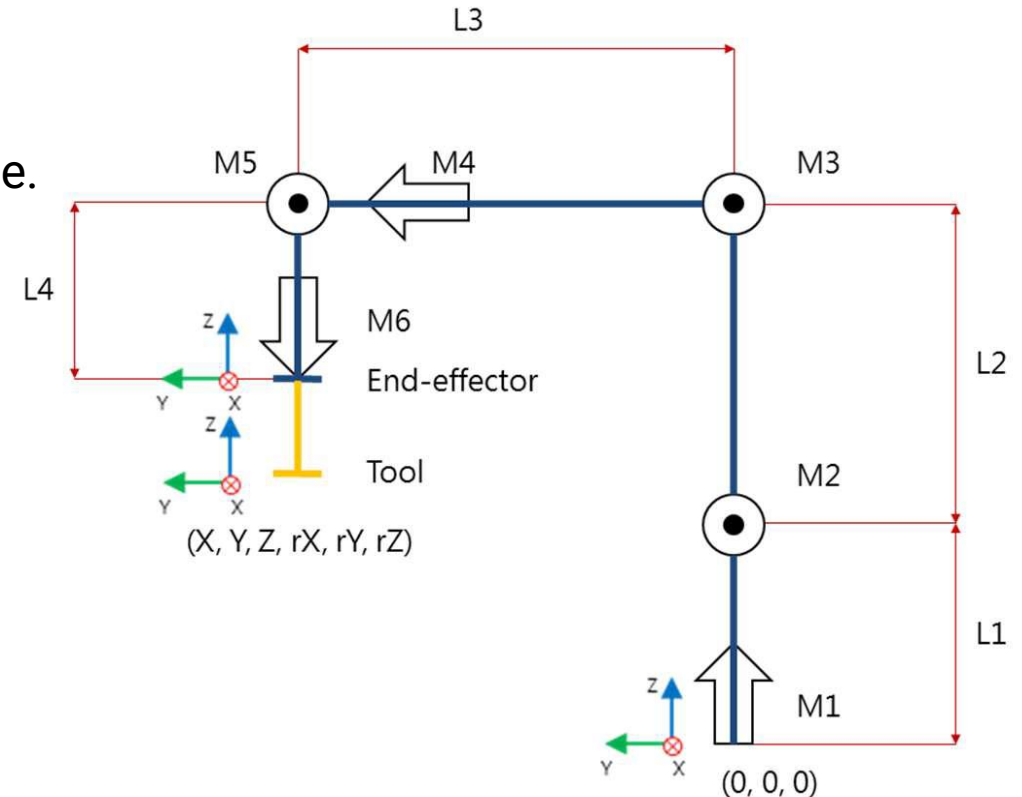 L3
e.
M5
M4
M3
L4
M6
Z
End-effector
L2
Y
X
Z
Tool
M2
Y
X
(X, Y, Z, rX, rY, rZ)
L1
Z
M1
Y
X
(0, 0, 0)